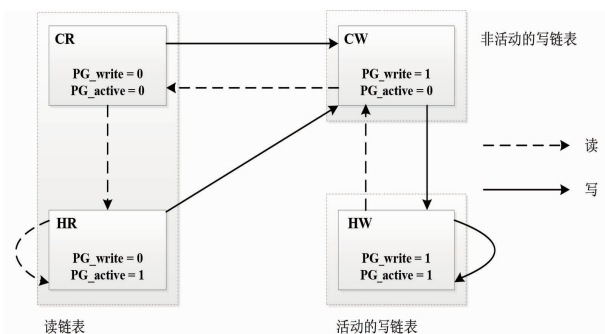 CR
PG_write = 0
PG_active = 0
CW
PG_write = 1
PG_active = 0
非活动的写链表
读
写
HR
PG_write = 0
PG_active = 1
HW
PG_write = 1
PG_active = 1
读链表
活动的写链表